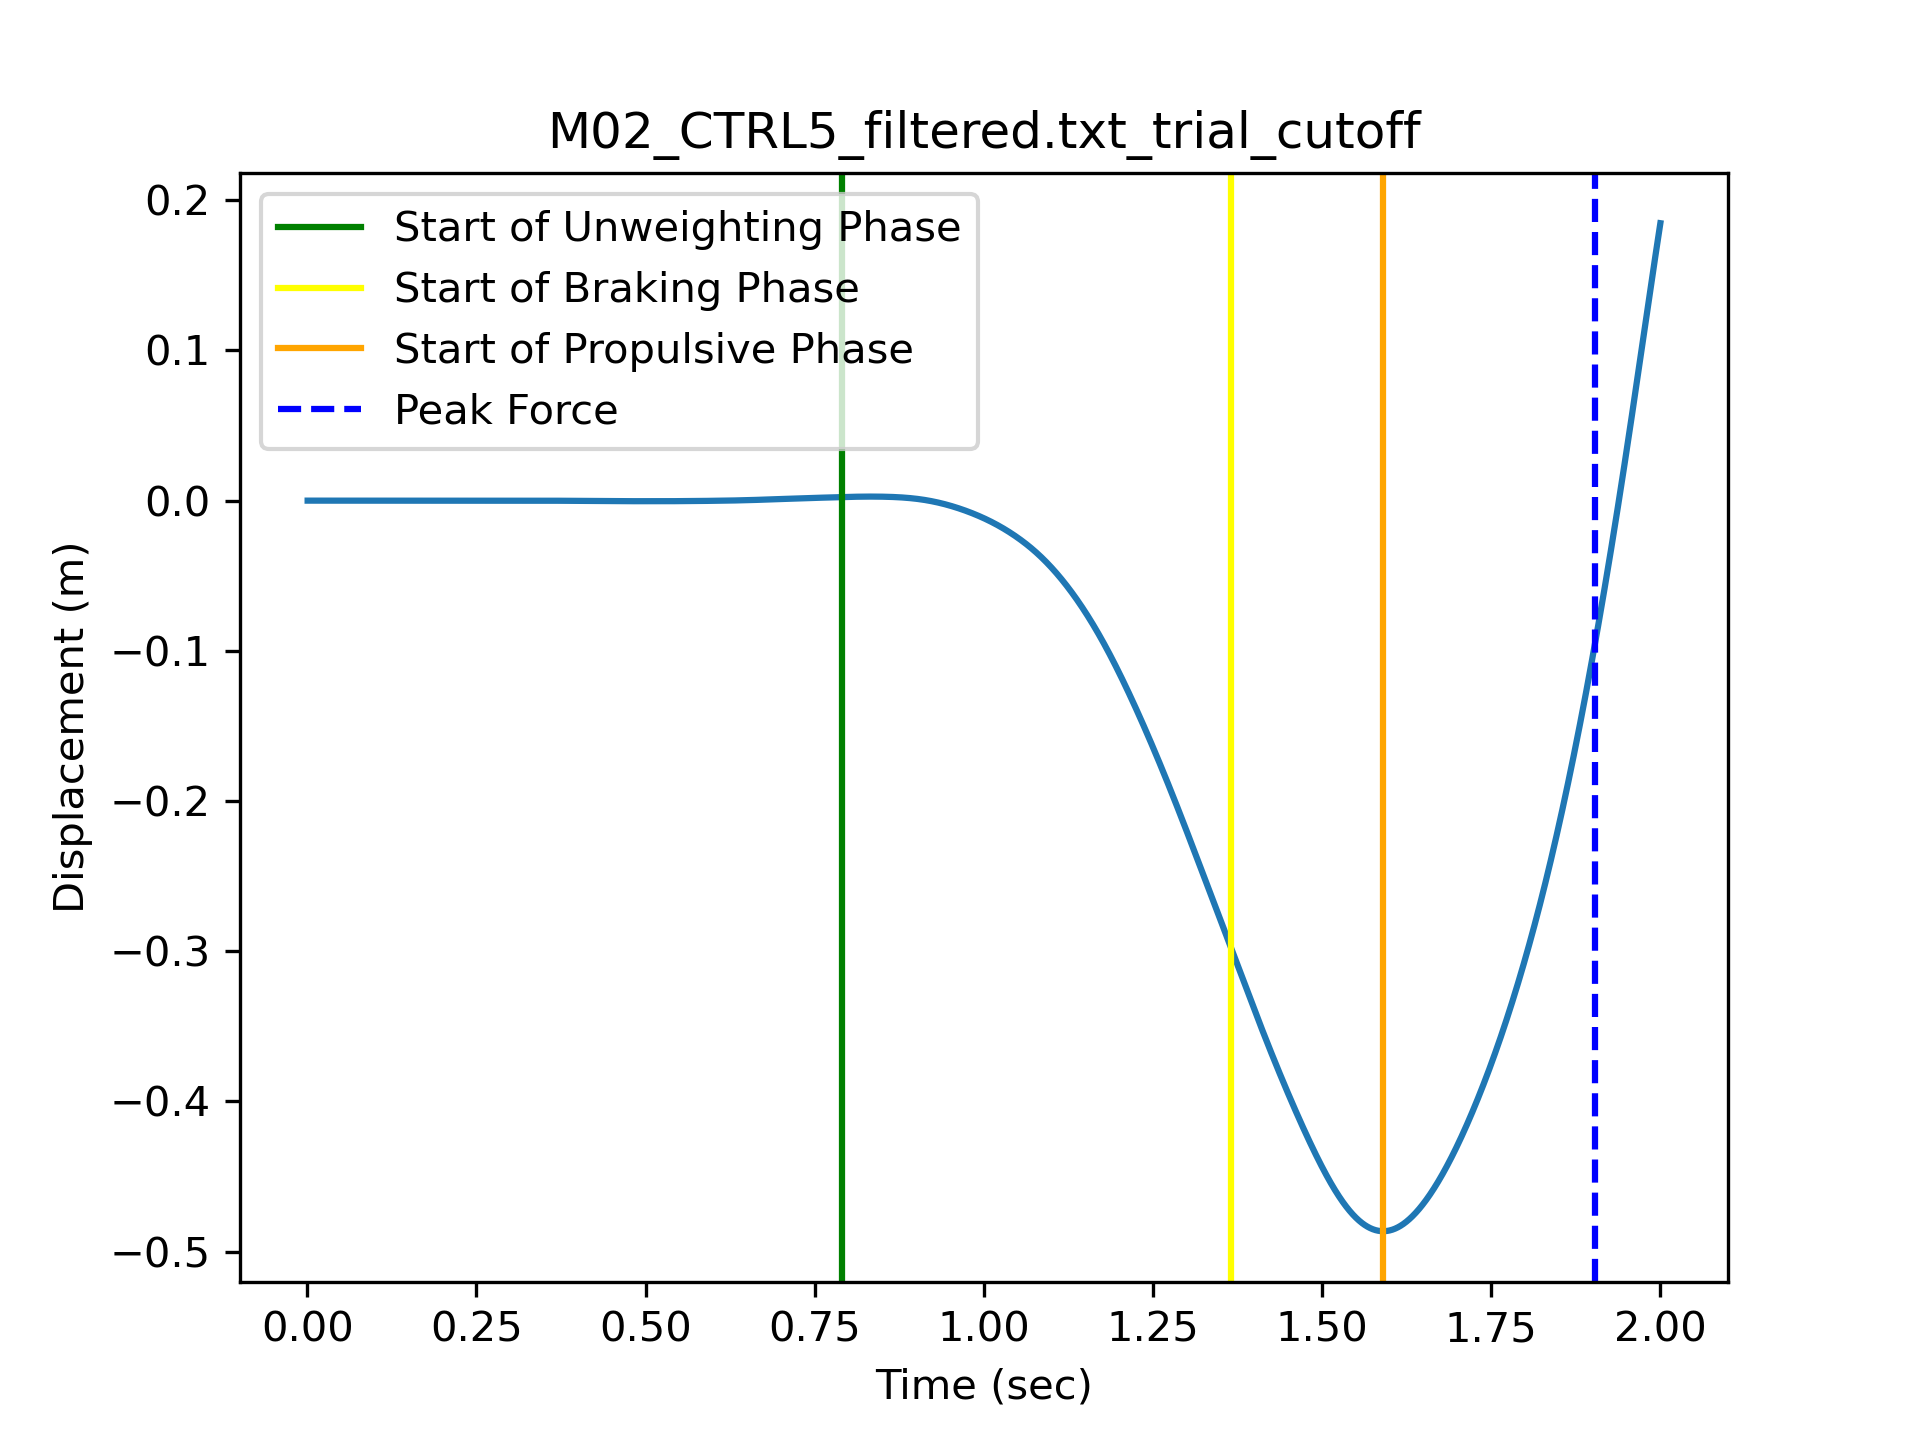 M02_CTRL5_filtered.txt_trial_cutoff
Start of Unweighting Phase
Start of Braking Phase
Start of Propulsive Phase
Peak Force
0.2
0.1
0.0
−0.1
−0.2
−0.3
−0.4
−0.5
Displacement (m)
0.00 0.25 0.50 0.75 1.00 1.25 1.50 1.75 2.00
Time (sec)